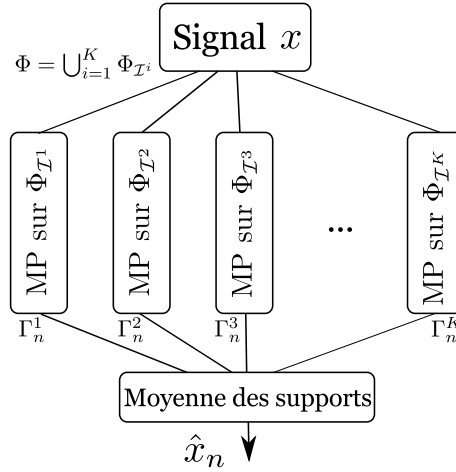 Signal x
Φ = ⋃_{i=1}^{K} Φ_{ℐ^i}
MP sur Φ_{ℐ^1}
MP sur Φ_{ℐ^2}
MP sur Φ_{ℐ^3}
...
MP sur Φ_{ℐ^K}
Γ_n^1
Γ_n^2
Γ_n^3
Γ_n^K
Moyenne des supports
x̂_n